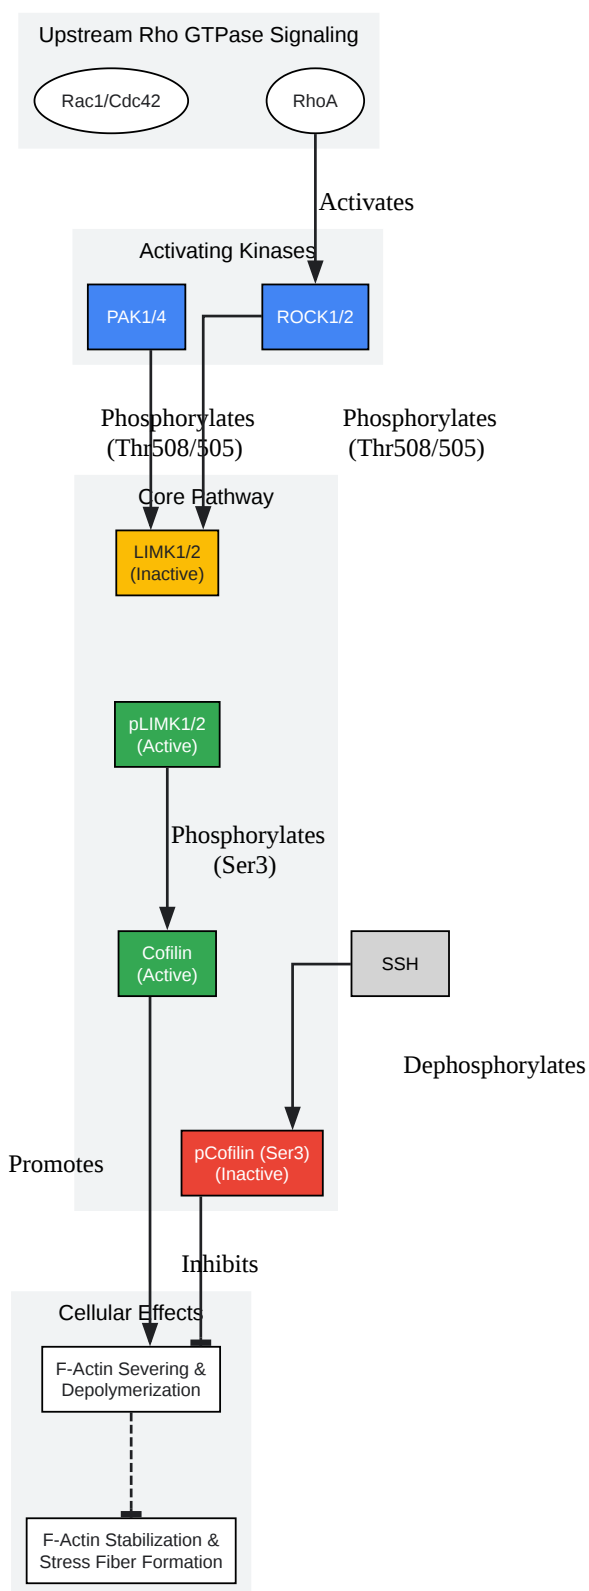 Upstream Rho GTPase Signaling
Rac1/Cdc42
RhoA
Activates
Activating Kinases
PAK1/4
ROCK1/2
Phosphorylates
(Thr508/505)
Phosphorylates
(Thr508/505)
Core Pathway
LIMK1/2
(Inactive)
pLIMK1/2
(Active)
Phosphorylates
(Ser3)
Cofilin
(Active)
SSH
Dephosphorylates
pCofilin (Ser3)
(Inactive)
Promotes
Inhibits
Cellular Effects
F-Actin Severing &
Depolymerization
F-Actin Stabilization &
Stress Fiber Formation